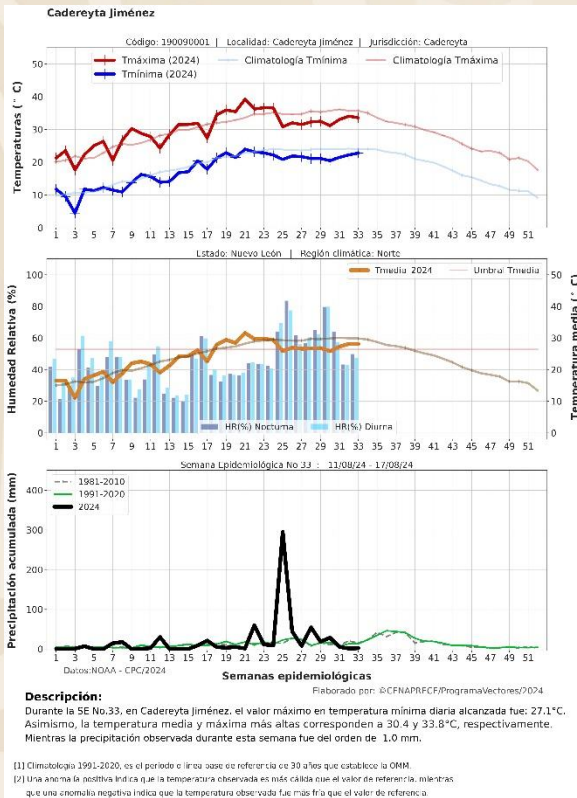 Cadereyta Jiménez
Código: 190090001 | Localidad: Cadereyta Jiménez | Jurisdicción: Cadereyta
Tmáxima (2024)
Tmínima (2024)
Climatología Tmínima
Climatología Tmáxima
Temperaturas (° C)
50
40
30
20
10
0
1 3 5 7 9 11 13 15 17 19 21 23 25 27 29 31 33 35 37 39 41 43 45 47 49 51
Estado: Nuevo León | Región climática: Norte
Tmedia 2024
Umbral Tmedia
Humedad Relativa (%)
100
80
60
40
20
0
50
40
30
20
10
0
Temperatura media (° C)
HR(%) Nocturna
HR(%) Diurna
1 3 5 7 9 11 13 15 17 19 21 23 25 27 29 31 33 35 37 39 41 43 45 47 49 51
Semana Epidemiológica No 33 : 11/08/24 - 17/08/24
1981-2010
1991-2020
2024
Precipitación acumulada (mm)
400
300
200
100
0
1 3 5 7 9 11 13 15 17 19 21 23 25 27 29 31 33 35 37 39 41 43 45 47 49 51
Datos:NOAA - CPC/2024
Semanas epidemiológicas
Elaborado por: ©CFNAPRECE/ProgramaVectores/2024
Descripción:
Durante la SE No.33, en Cadereyta Jiménez, el valor máximo en temperatura mínima diaria alcanzada fue: 27.1°C.
Asimismo, la temperatura media y máxima más altas corresponden a 30.4 y 33.8°C, respectivamente.
Mientras la precipitación observada durante esta semana fue del orden de 1.0 mm.
[1] Climatología 1991-2020, es el periodo o línea base de referencia de 30 años que establece la OMM.
[2] Una anomalía positiva indica que la temperatura observada es más cálida que el valor de referencia, mientras
que una anomalía negativa indica que la temperatura observada fue más fría que el valor de referencia.